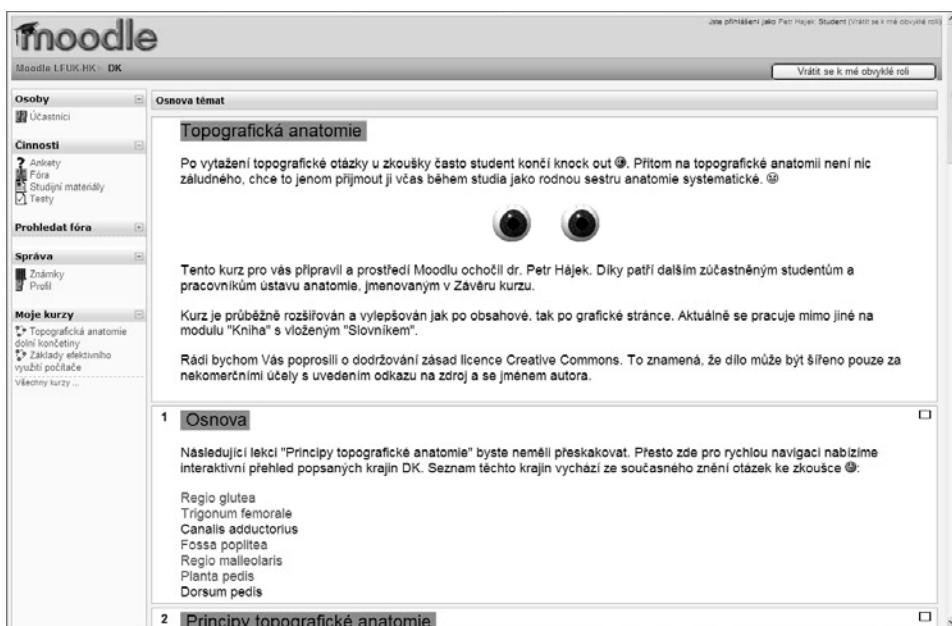 moodle
Jste přihlášeni jako Petr Hájek: Student (Vrátit se k mé obvyklé roli)
Moodle LFUK-HK ▻ DK
Vrátit se k mé obvyklé roli
Osoby
Účastníci
Činnosti
Ankety
Fóra
Studijní materiály
Testy
Prohledat fóra
Správa
Známky
Profil
Moje kurzy
Topografická anatomie
dolní končetiny
Základy efektivního
využití počítače
Všechny kurzy ...
Osnova témat
Topografická anatomie
Po vytažení topografické otázky u zkoušky často student končí knock out. Přitom na topografické anatomii není nic
záludného, chce to jenom přijmout ji včas během studia jako rodnou sestru anatomie systematické.
Tento kurz pro vás připravil a prostředí Moodlu ochočil dr. Petr Hájek. Díky patří dalším zúčastněným studentům a
pracovníkům ústavu anatomie, jmenovaným v Závěru kurzu.
Kurz je průběžně rozšiřován a vylepšován jak po obsahové, tak po grafické stránce. Aktuálně se pracuje mimo jiné na
modulu "Kniha" s vloženým "Slovníkem".
Rádi bychom Vás poprosili o dodržování zásad licence Creative Commons. To znamená, že dílo může být šířeno pouze za
nekomerčními účely s uvedením odkazu na zdroj a se jménem autora.
1 Osnova
Následující lekci "Principy topografické anatomie" byste neměli přeskakovat. Přesto zde pro rychlou navigaci nabízíme
interaktivní přehled popsaných krajin DK. Seznam těchto krajin vychází ze současného znění otázek ke zkoušce :
Regio glutea
Trigonum femorale
Canalis adductorius
Fossa poplitea
Regio malleolaris
Planta pedis
Dorsum pedis
2 Principy topografické anatomie